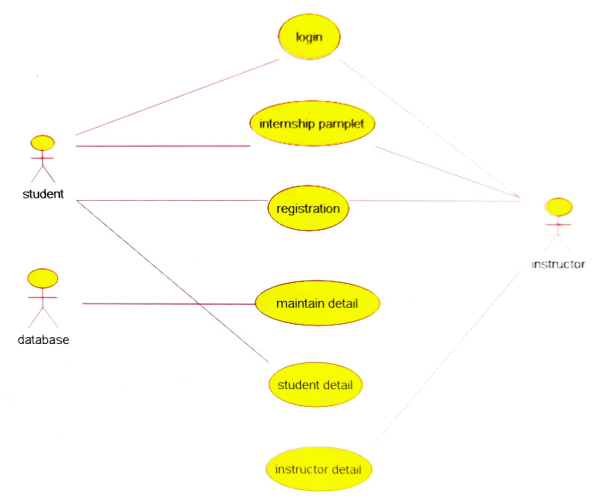 login
internship pamplet
student
registration
instructor
maintain detail
database
student detail
instructor detail